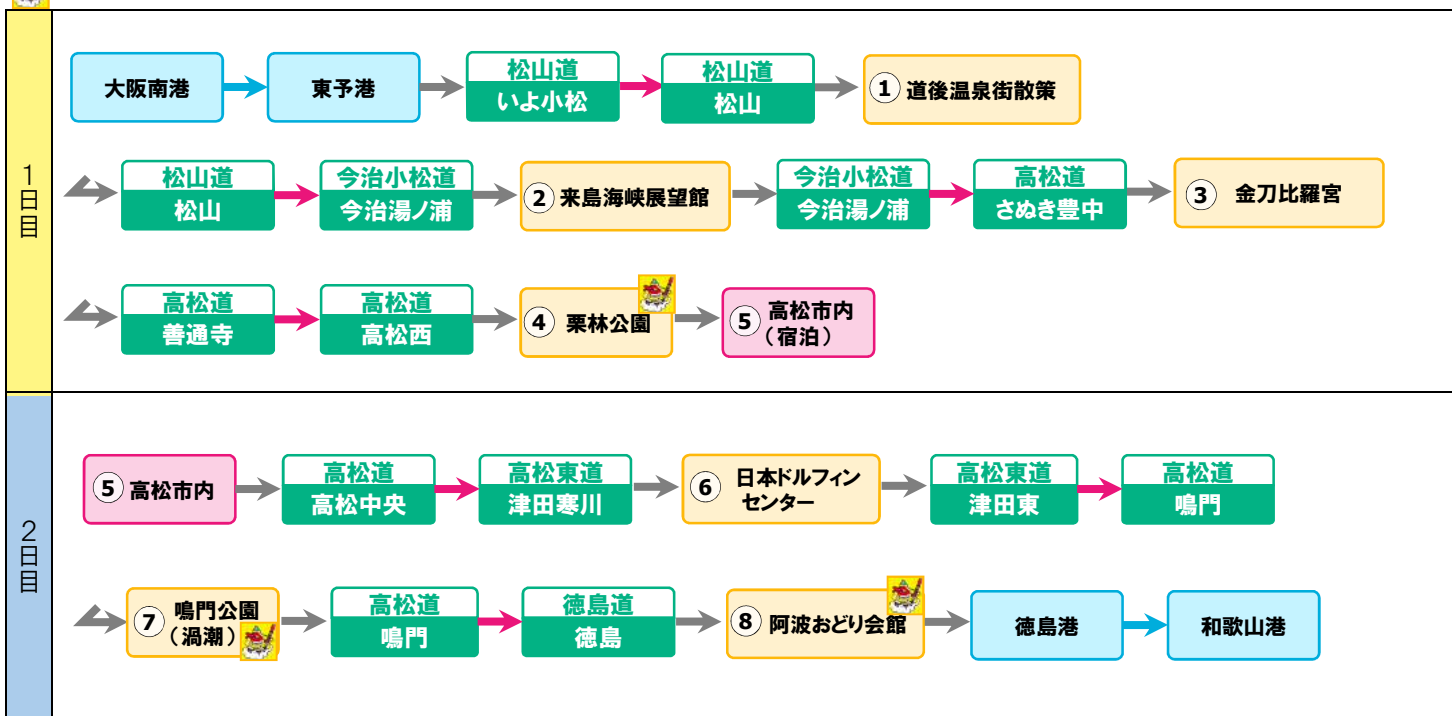 1日目
大阪南港
東予港
松山道
いよ小松
松山道
松山
① 道後温泉街散策
松山道
松山
今治小松道
今治湯ノ浦
② 来島海峡展望館
今治小松道
今治湯ノ浦
高松道
さぬき豊中
③ 金刀比羅宮
高松道
善通寺
高松道
高松西
④ 栗林公園
⑤ 高松市内
（宿泊）
2日目
⑤ 高松市内
高松道
高松中央
高松東道
津田寒川
⑥ 日本ドルフィン
センター
高松東道
津田東
高松道
鳴門
⑦ 鳴門公園
（渦潮）
高松道
鳴門
徳島道
徳島
⑧ 阿波おどり会館
徳島港
和歌山港